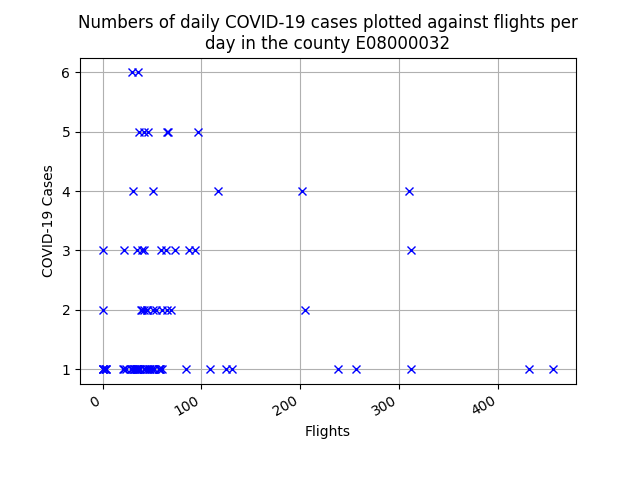 Numbers of daily COVID-19 cases plotted against flights per
day in the county E08000032
6
5
4
3
2
1
COVID-19 Cases
0
100
200
300
400
Flights